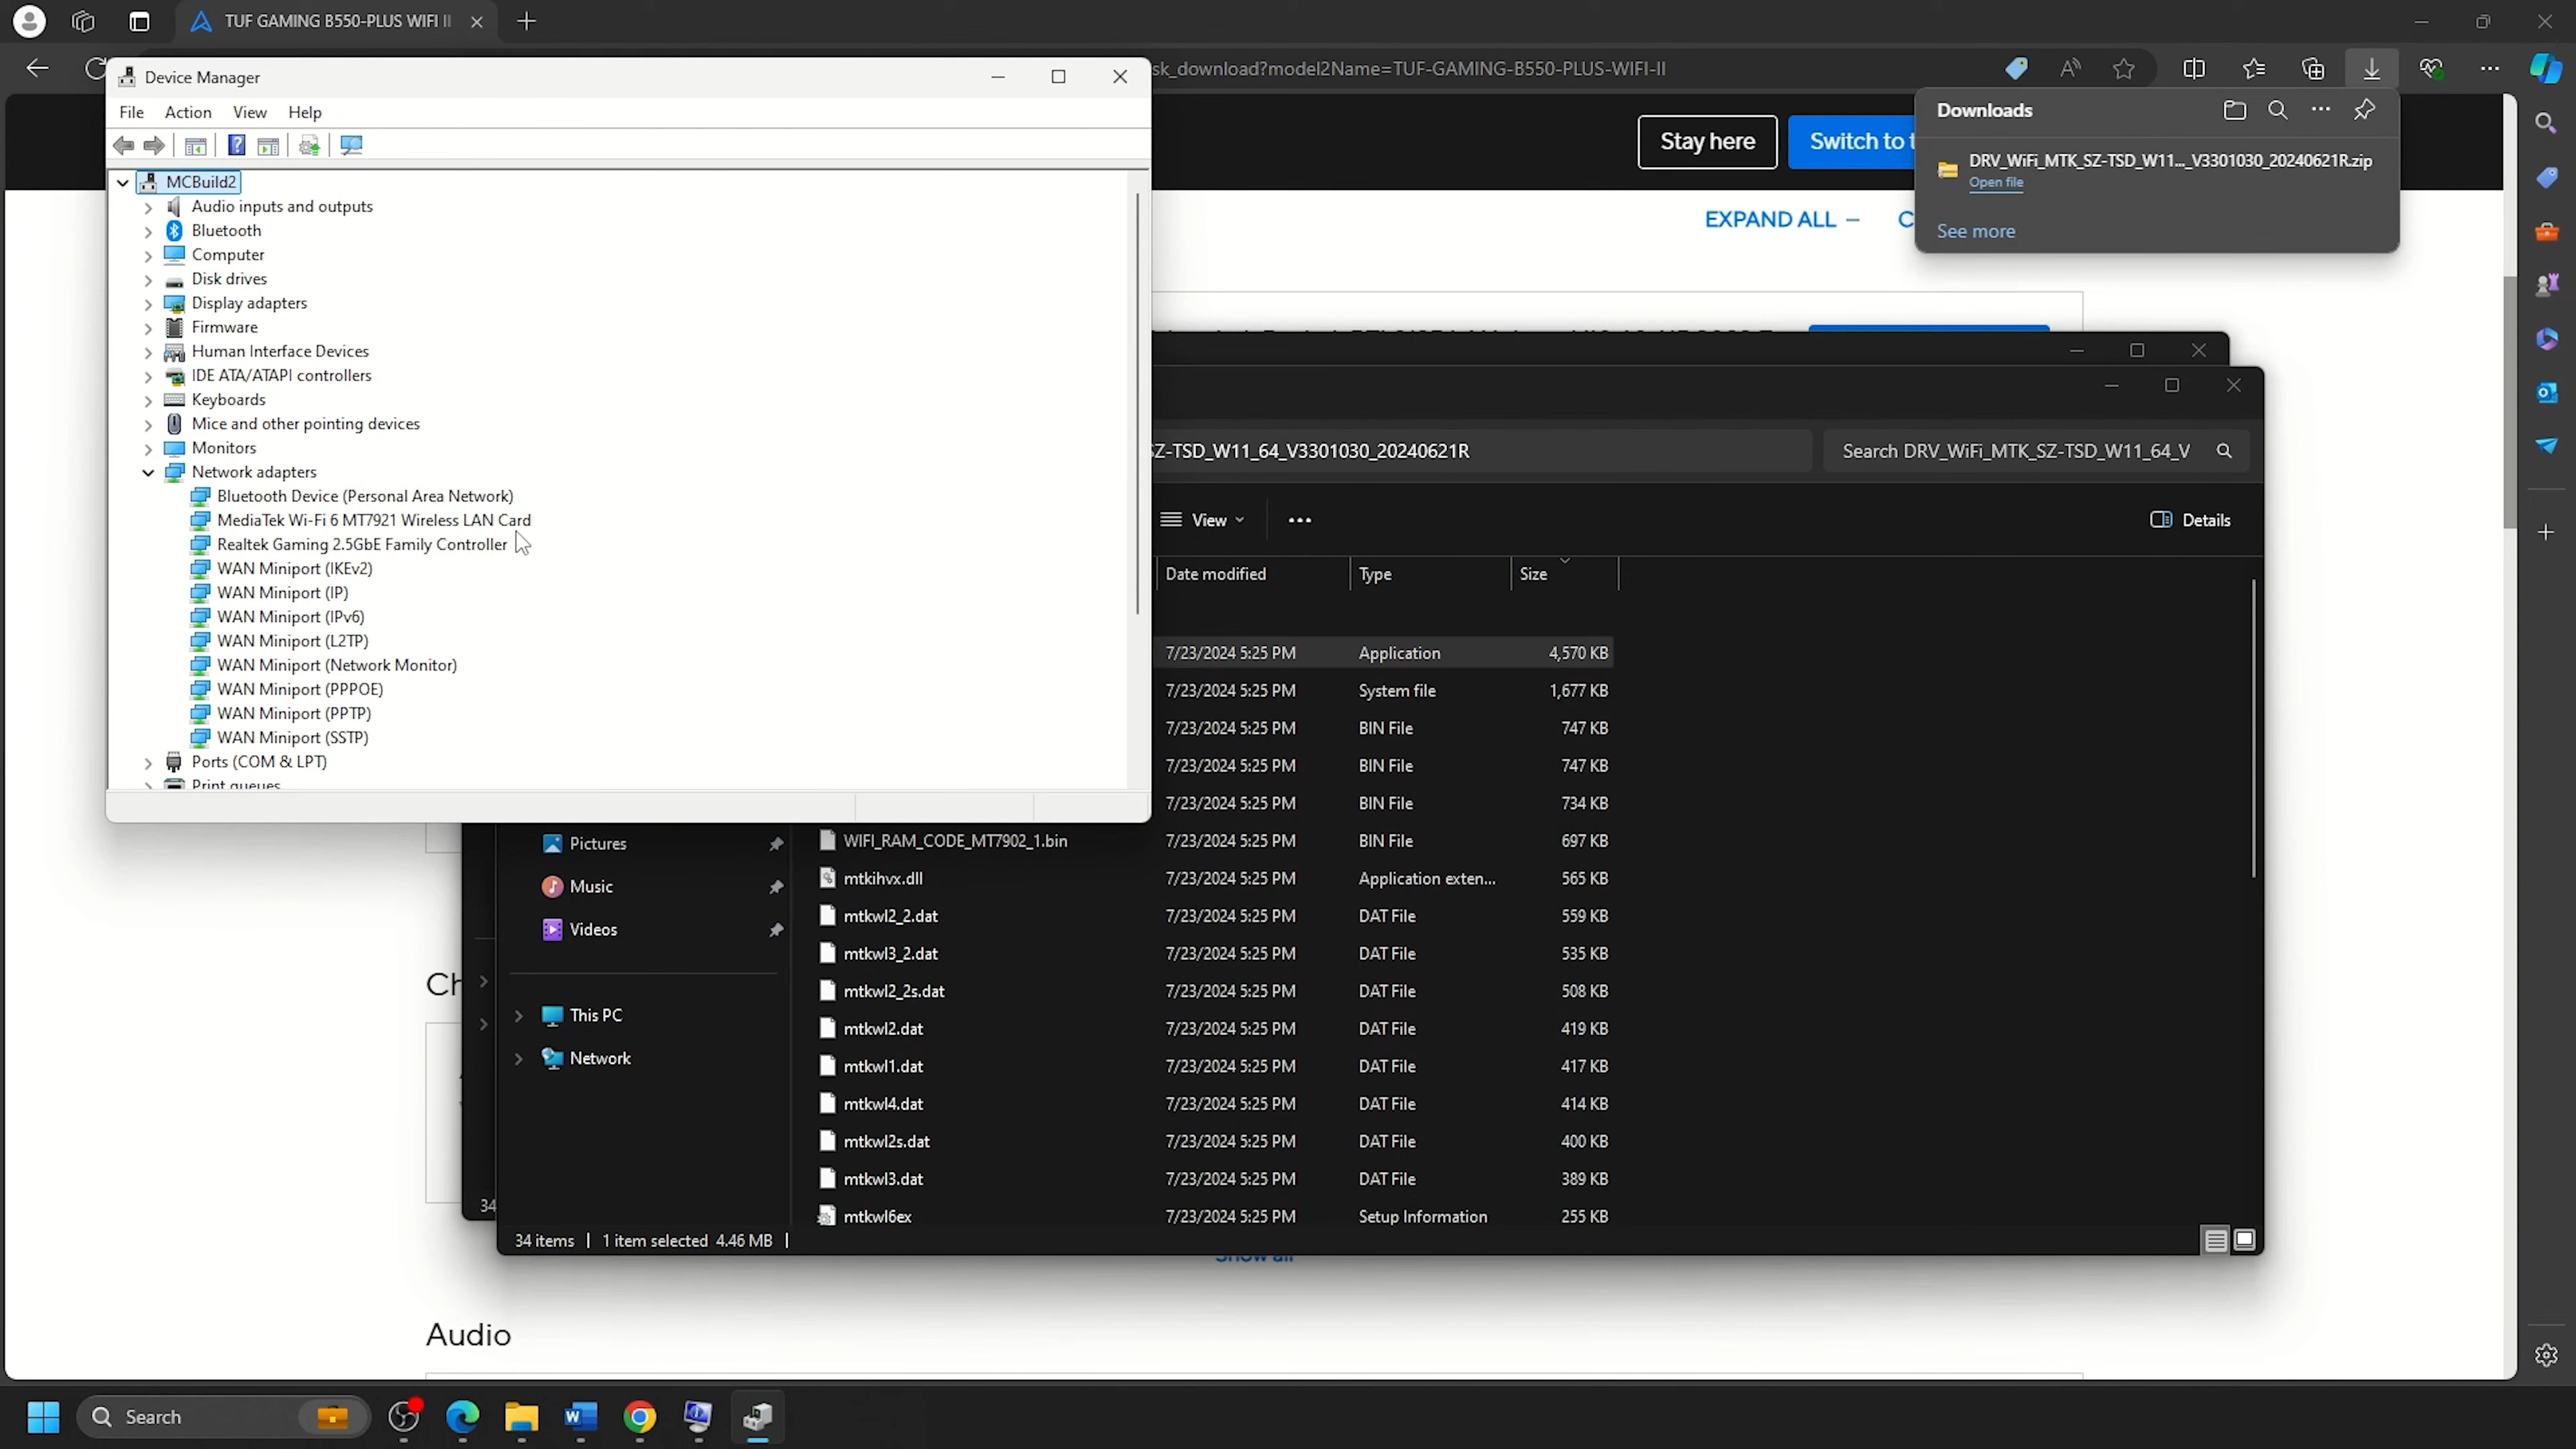 TUF GAMING B550-PLUS WIFI II
sk_download?model2Name=TUF-GAMING-B550-PLUS-WIFI-II
Device Manager
File Action View Help
MCBuild2
Audio inputs and outputs
Bluetooth
Computer
Disk drives
Display adapters
Firmware
Human Interface Devices
IDE ATA/ATAPI controllers
Keyboards
Mice and other pointing devices
Monitors
Network adapters
Bluetooth Device (Personal Area Network)
MediaTek Wi-Fi 6 MT7921 Wireless LAN Card
Realtek Gaming 2.5GbE Family Controller
WAN Miniport (IKEv2)
WAN Miniport (IP)
WAN Miniport (IPv6)
WAN Miniport (L2TP)
WAN Miniport (Network Monitor)
WAN Miniport (PPPOE)
WAN Miniport (PPTP)
WAN Miniport (SSTP)
Ports (COM & LPT)
Print queues
Stay here
Switch to t
Downloads
DRV_WiFi_MTK_SZ-TSD_W11..._V3301030_20240621R.zip
Open file
See more
EXPAND ALL –
C
SZ-TSD_W11_64_V3301030_20240621R
Search DRV_WiFi_MTK_SZ-TSD_W11_64_V
View
Details
Date modified Type Size
7/23/2024 5:25 PM Application 4,570 KB
7/23/2024 5:25 PM System file 1,677 KB
7/23/2024 5:25 PM BIN File 747 KB
7/23/2024 5:25 PM BIN File 747 KB
7/23/2024 5:25 PM BIN File 734 KB
WIFI_RAM_CODE_MT7902_1.bin 7/23/2024 5:25 PM BIN File 697 KB
mtkihvx.dll 7/23/2024 5:25 PM Application exten... 565 KB
mtkwl2_2.dat 7/23/2024 5:25 PM DAT File 559 KB
mtkwl3_2.dat 7/23/2024 5:25 PM DAT File 535 KB
mtkwl2_2s.dat 7/23/2024 5:25 PM DAT File 508 KB
mtkwl2.dat 7/23/2024 5:25 PM DAT File 419 KB
mtkwl1.dat 7/23/2024 5:25 PM DAT File 417 KB
mtkwl4.dat 7/23/2024 5:25 PM DAT File 414 KB
mtkwl2s.dat 7/23/2024 5:25 PM DAT File 400 KB
mtkwl3.dat 7/23/2024 5:25 PM DAT File 389 KB
mtkwl6ex 7/23/2024 5:25 PM Setup Information 255 KB
Pictures
Music
Videos
This PC
Network
Ch
34
34 items 1 item selected 4.46 MB
Show all
Audio
Search